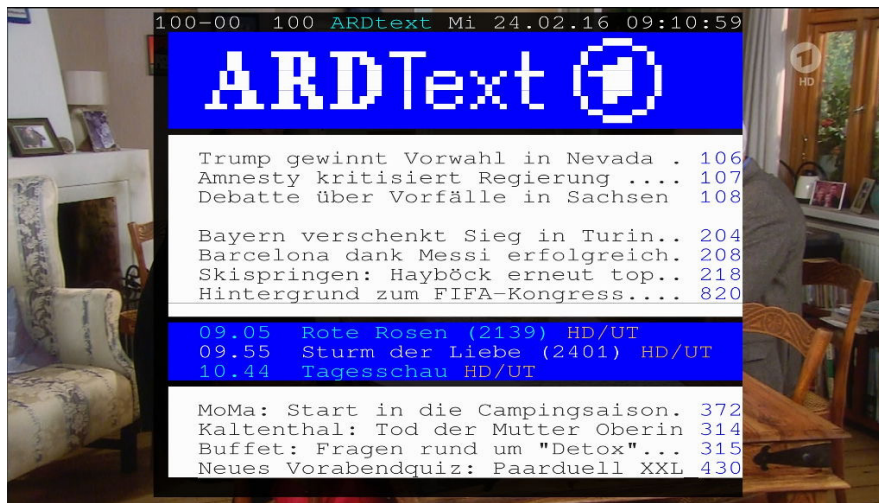 100-00 100 ARDtext Mi 24.02.16 09:10:59
ARDText 1
1
HD
Trump gewinnt Vorwahl in Nevada . 106
Amnesty kritisiert Regierung .... 107
Debatte über Vorfälle in Sachsen 108
Bayern verschenkt Sieg in Turin.. 204
Barcelona dank Messi erfolgreich. 208
Skispringen: Hayböck erneut top.. 218
Hintergrund zum FIFA-Kongress.... 820
09.05 Rote Rosen (2139) HD/UT
09.55 Sturm der Liebe (2401) HD/UT
10.44 Tagesschau HD/UT
MoMa: Start in die Campingsaison. 372
Kaltenthal: Tod der Mutter Oberin 314
Buffet: Fragen rund um "Detox"... 315
Neues Vorabendquiz: Paarduell XXL 430